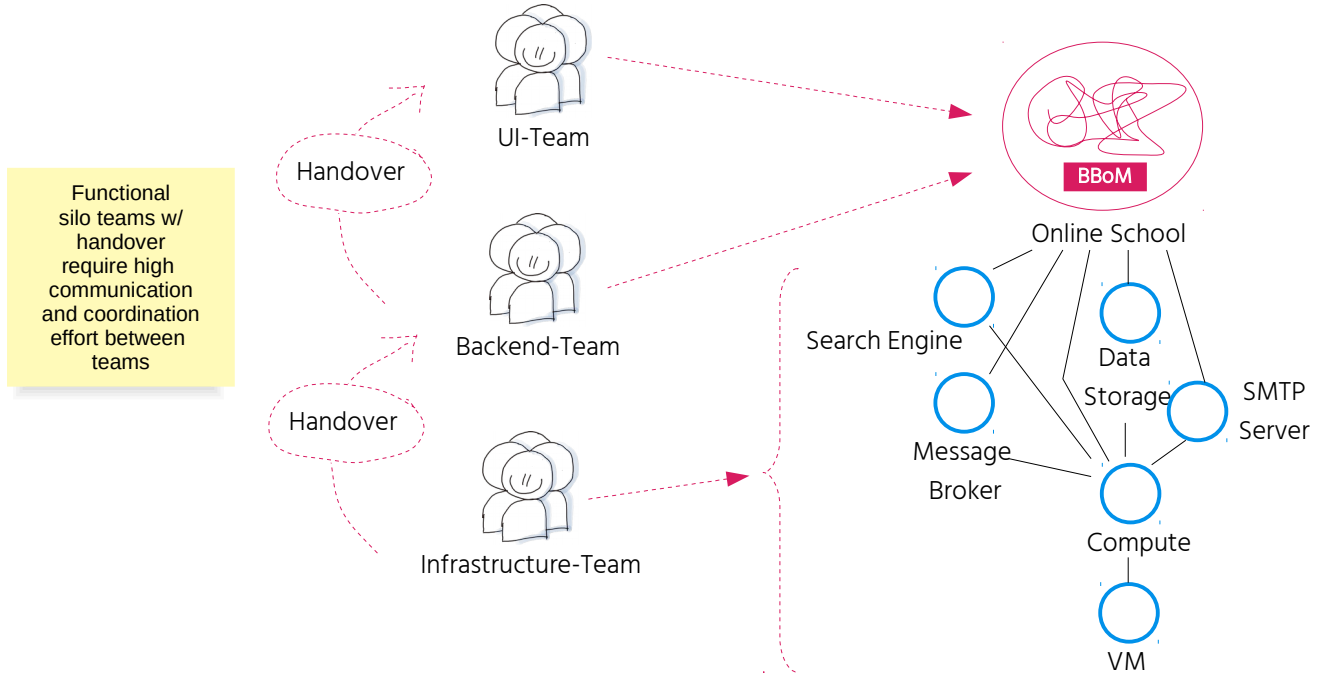 Functional
silo teams w/
handover
require high
communication
and coordination
effort between
teams
Handover
Handover
UI-Team
Backend-Team
Infrastructure-Team
BBoM
Online School
Search Engine
Data
Storage
SMTP
Server
Message
Broker
Compute
VM